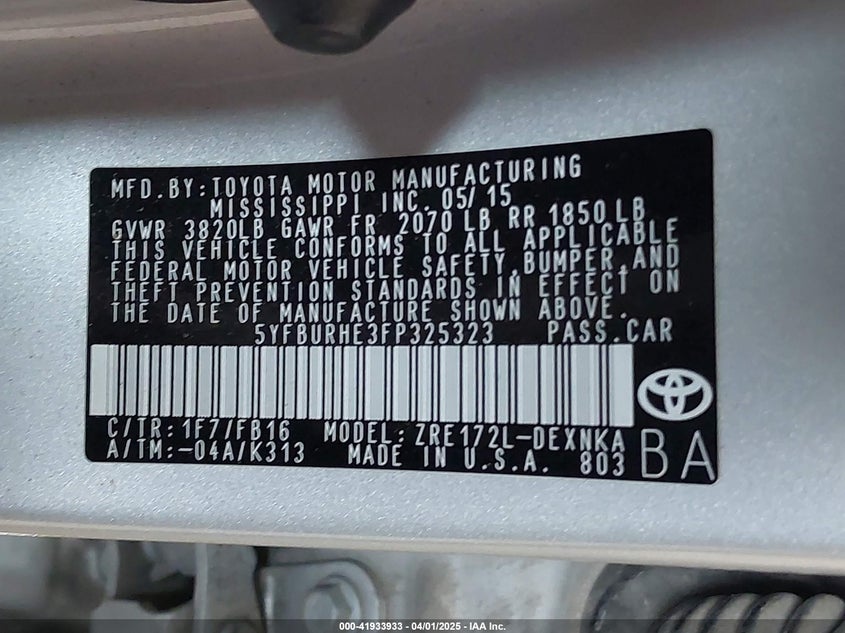 MFD.BY:TOYOTA MOTOR MANUFACTURING
MISSISSIPPI INC. 05/15
GVWR 3820LB GAWR FR 2070 LB RR 1850 LB
THIS VEHICLE CONFORMS TO ALL APPLICABLE
FEDERAL MOTOR VEHICLE SAFETY,BUMPER,AND
THEFT PREVENTION STANDARDS IN EFFECT ON
THE DATE OF MANUFACTURE SHOWN ABOVE.
5YFBURHE3FP325323 PASS.CAR
C/TR: 1F7/FB16 MODEL: ZRE172L-DEXNKA
A/TM:-04A/K313 MADE IN U.S.A. 803
BA
000-41933933 / 04/01/2025 - IAA Inc.